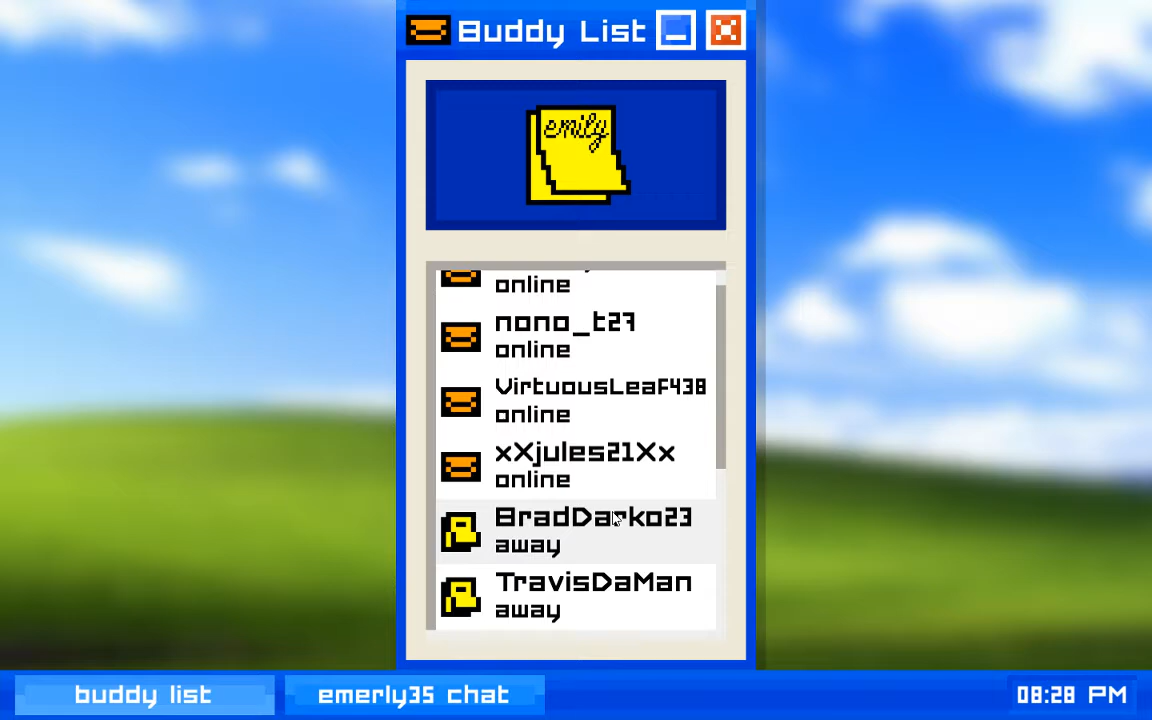 Buddy List
emily
online
nono_t27
online
VirtuousLeaf438
online
xXjules21Xx
online
BradDarko23
away
TravisDaMan
away
buddy list
emerly35 chat
08:28 PM